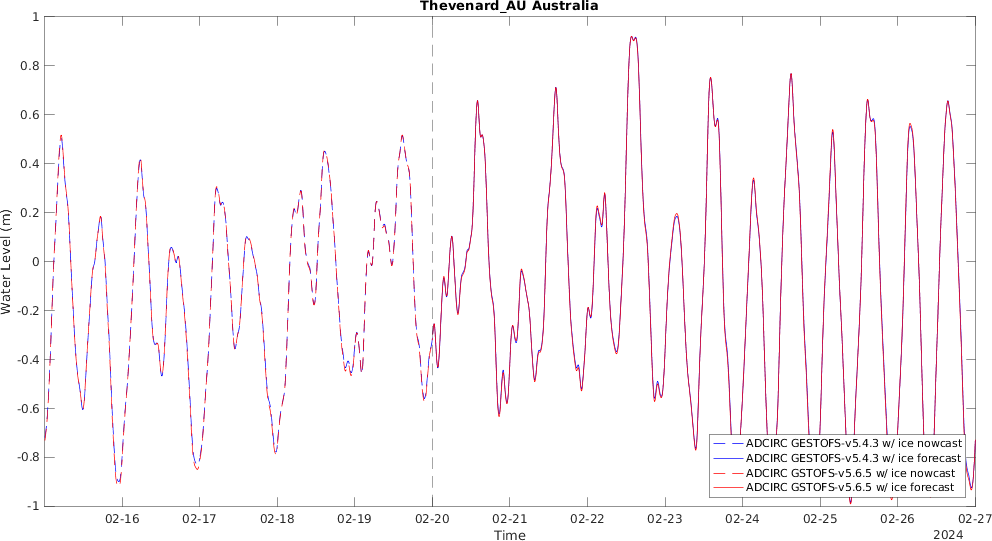 Thevenard_AU Australia
1
0.8
0.6
0.4
0.2
0
-0.2
-0.4
-0.6
-0.8
-1
Water Level (m)
ADCIRC GESTOFS-v5.4.3 w/ ice nowcast
ADCIRC GESTOFS-v5.4.3 w/ ice forecast
ADCIRC GSTOFS-v5.6.5 w/ ice nowcast
ADCIRC GSTOFS-v5.6.5 w/ ice forecast
02-16 02-17 02-18 02-19 02-20 02-21 02-22 02-23 02-24 02-25 02-26 02-27
Time
2024